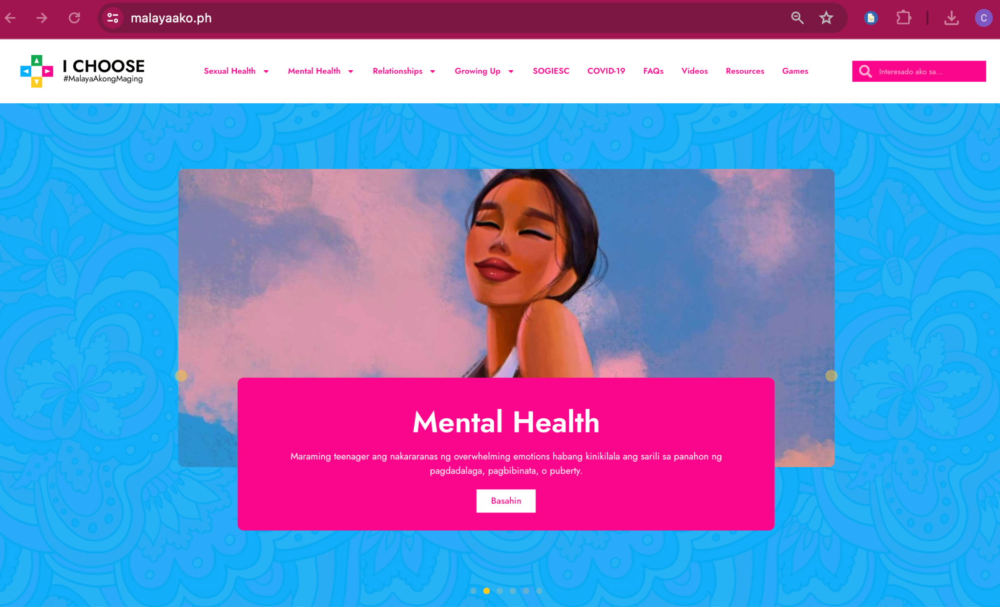 malayaako.ph
C
I CHOOSE
#MalayaAkongMaging
Sexual Health
Mental Health
Relationships
Growing Up
SOGIESC
COVID-19
FAQs
Videos
Resources
Games
Interesado ako sa...
Mental Health
Maraming teenager ang nakararanas ng overwhelming emotions habang kinikilala ang sarili sa panahon ng
pagdadalaga, pagbibinata, o puberty.
Basahin